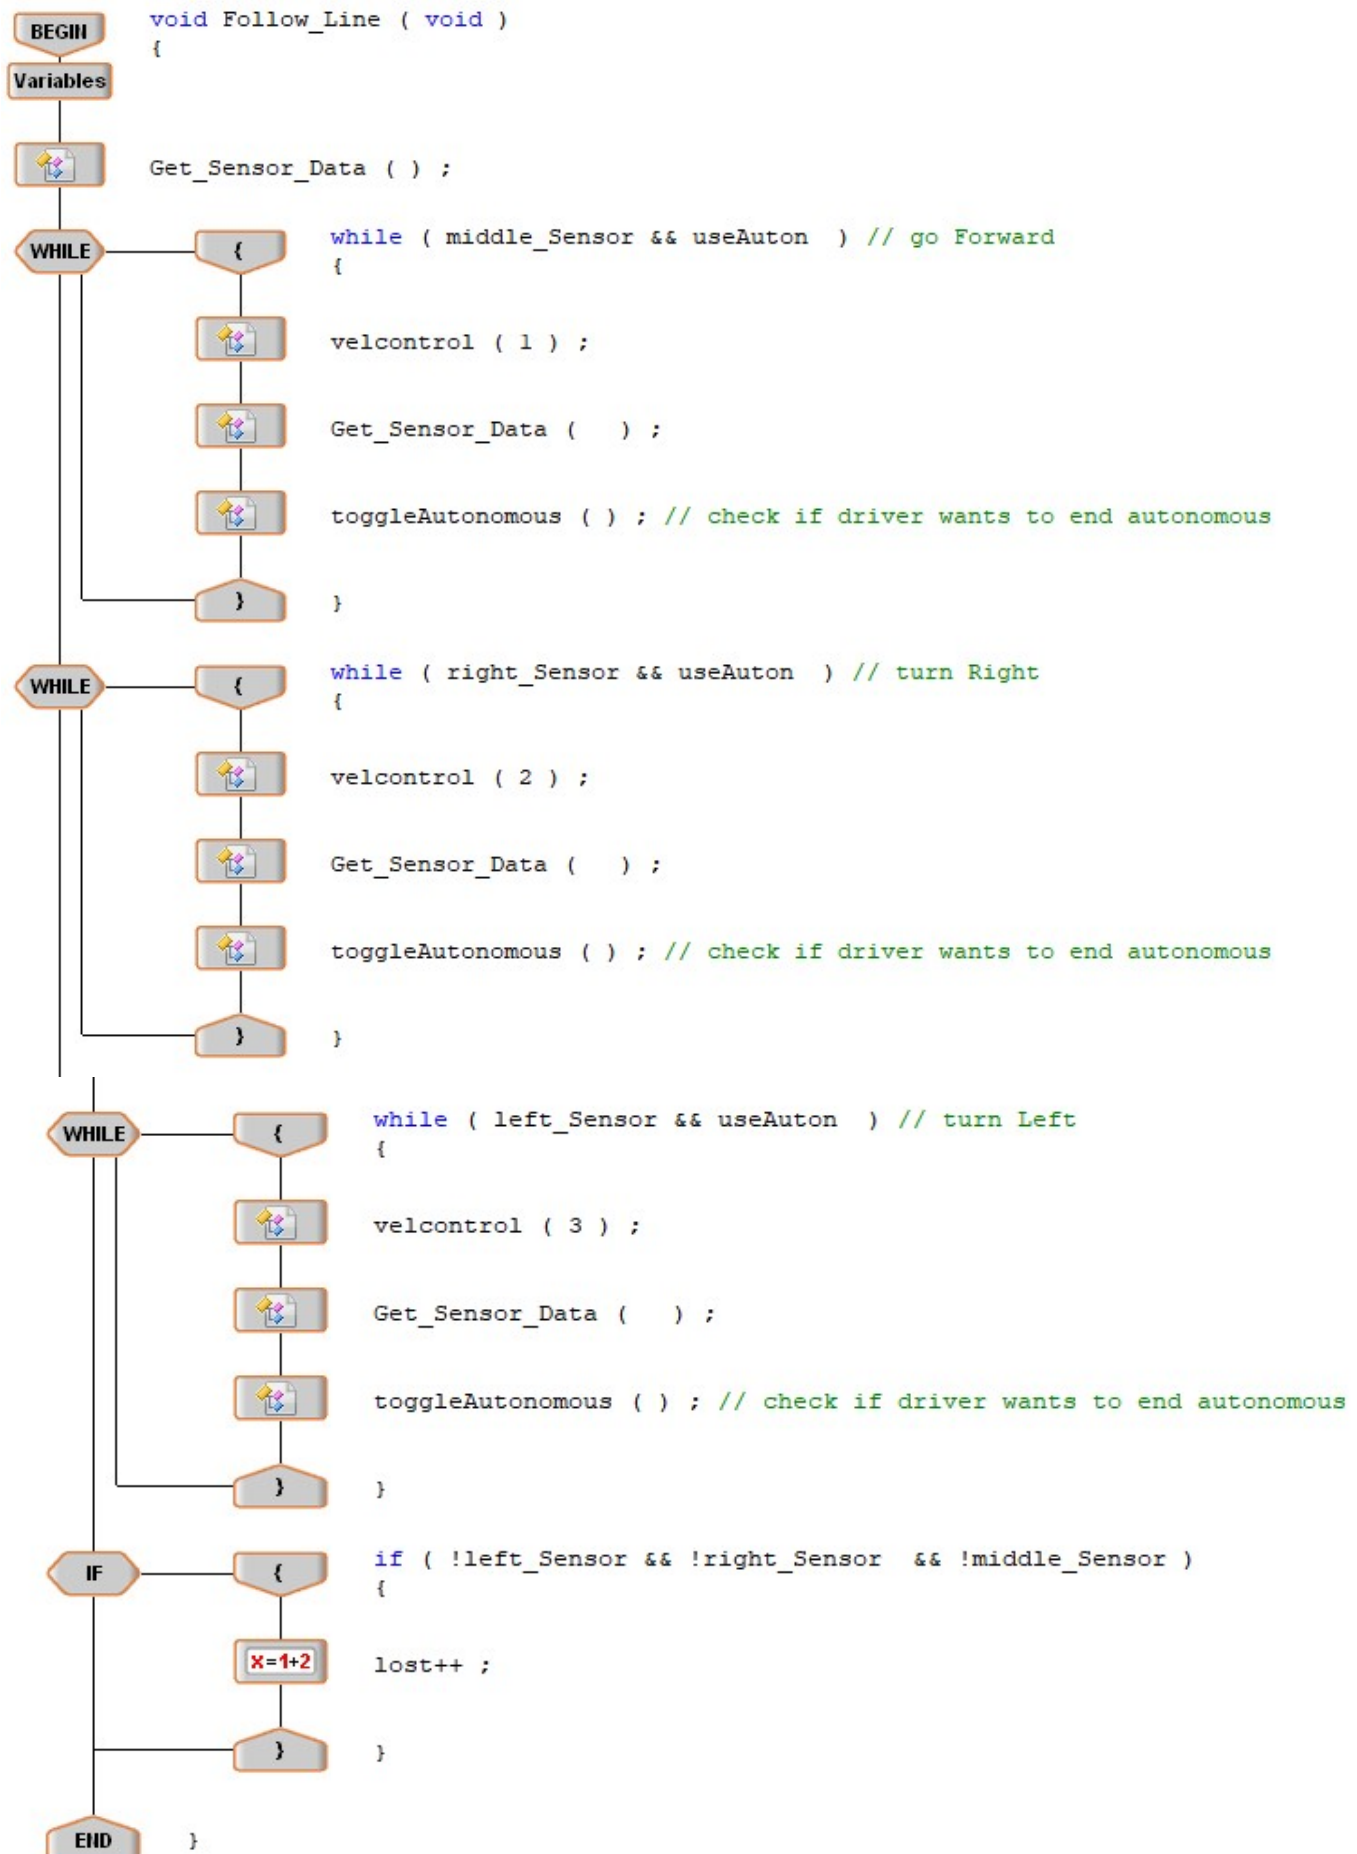 BEGIN void Follow_Line ( void )
{
Variables
Get_Sensor_Data ( ) ;
WHILE { while ( middle_Sensor && useAuton ) // go Forward
{
velcontrol ( 1 ) ;
Get_Sensor_Data ( ) ;
toggleAutonomous ( ) ; // check if driver wants to end autonomous
} }
WHILE { while ( right_Sensor && useAuton ) // turn Right
{
velcontrol ( 2 ) ;
Get_Sensor_Data ( ) ;
toggleAutonomous ( ) ; // check if driver wants to end autonomous
} }
WHILE { while ( left_Sensor && useAuton ) // turn Left
{
velcontrol ( 3 ) ;
Get_Sensor_Data ( ) ;
toggleAutonomous ( ) ; // check if driver wants to end autonomous
} }
IF { if ( !left_Sensor && !right_Sensor && !middle_Sensor )
{
x=1+2 lost++ ;
} }
END }